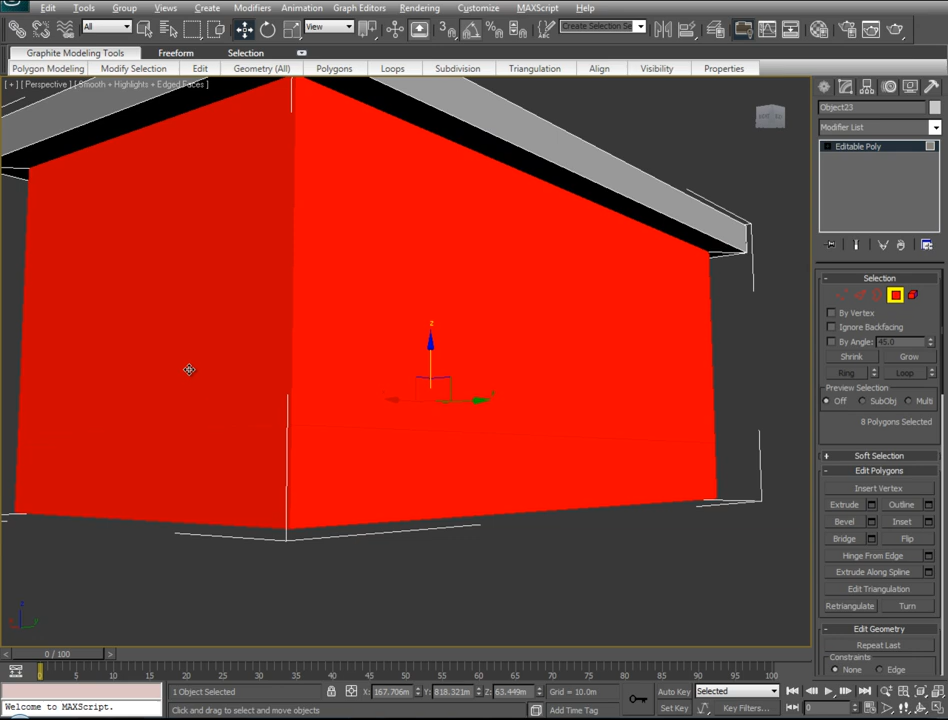 Edit Tools Group Views Create Modifiers Animation Graph Editors Rendering Customize MAXScript Help
All View Create Selection Se
Graphite Modeling Tools Freeform Selection
Polygon Modeling Modify Selection Edit Geometry (All) Polygons Loops Subdivision Triangulation Align Visibility Properties
[ + ] [ Perspective ] [ Smooth + Highlights + Edged Faces ]
Object23
Modifier List
Editable Poly
Selection
By Vertex
Ignore Backfacing
By Angle: 45.0
Shrink Grow
Ring Loop
Preview Selection
Off SubObj Multi
8 Polygons Selected
Soft Selection
Edit Polygons
Insert Vertex
Extrude Outline
Bevel Inset
Bridge Flip
Hinge From Edge
Extrude Along Spline
Edit Triangulation
Retriangulate Turn
Edit Geometry
Repeat Last
Constraints
None Edge
z
z
0 / 100
0 5 10 15 20 25 30 35 40 45 50 55 60 65 70 75 80 85 90 95 100
1 Object Selected X: 167.706m Y: 818.321m Z: 63.449m Grid = 10.0m Auto Key Selected
Welcome to MAXScript. Click and drag to select and move objects Add Time Tag Set Key Key Filters... 0